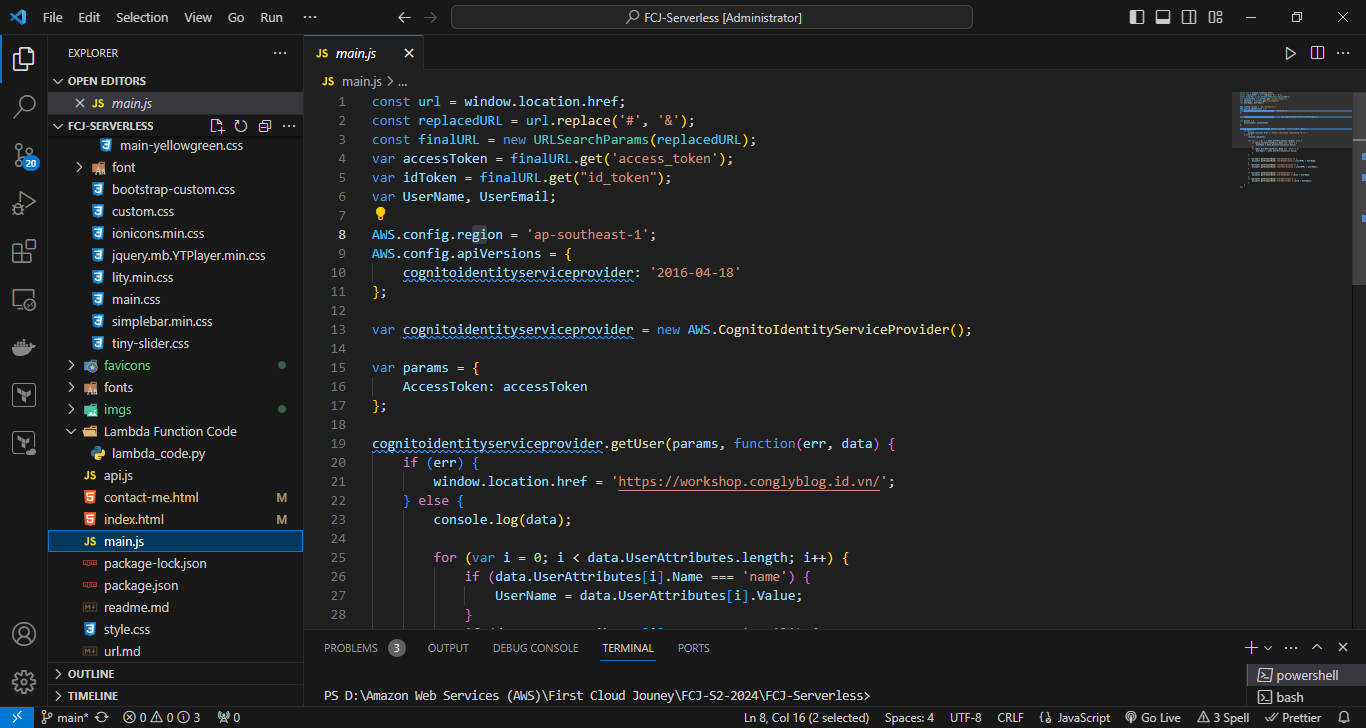 File Edit Selection View Go Run ··· FCJ-Serverless [Administrator]
EXPLORER ···
OPEN EDITORS
JS main.js
FCJ-SERVERLESS
main-yellowgreen.css
font
bootstrap-custom.css
custom.css
ionicons.min.css
jquery.mb.YTPlayer.min.css
lity.min.css
main.css
simplebar.min.css
tiny-slider.css
favicons
fonts
imgs
Lambda Function Code
lambda_code.py
JS api.js
contact-me.html M
index.html M
JS main.js
package-lock.json
package.json
readme.md
style.css
url.md
OUTLINE
TIMELINE
20
JS main.js
JS main.js > ...
1 const url = window.location.href;
2 const replacedURL = url.replace('#', '&');
3 const finalURL = new URLSearchParams(replacedURL);
4 var accessToken = finalURL.get('access_token');
5 var idToken = finalURL.get("id_token");
6 var UserName, UserEmail;
7
8 AWS.config.region = 'ap-southeast-1';
9 AWS.config.apiVersions = {
10 cognitoidentityserviceprovider: '2016-04-18'
11 };
12
13 var cognitoidentityserviceprovider = new AWS.CognitoIdentityServiceProvider();
14
15 var params = {
16 AccessToken: accessToken
17 };
18
19 cognitoidentityserviceprovider.getUser(params, function(err, data) {
20 if (err) {
21 window.location.href = 'https://workshop.conglyblog.id.vn/';
22 } else {
23 console.log(data);
24
25 for (var i = 0; i < data.UserAttributes.length; i++) {
26 if (data.UserAttributes[i].Name === 'name') {
27 UserName = data.UserAttributes[i].Value;
28 }
PROBLEMS 3 OUTPUT DEBUG CONSOLE TERMINAL PORTS
PS D:\Amazon Web Services (AWS)\First Cloud Jouney\FCJ-S2-2024\FCJ-Serverless>
powershell
bash
main* 0 0 3 0 Ln 8, Col 16 (2 selected) Spaces: 4 UTF-8 CRLF JavaScript Go Live 3 Spell Prettier